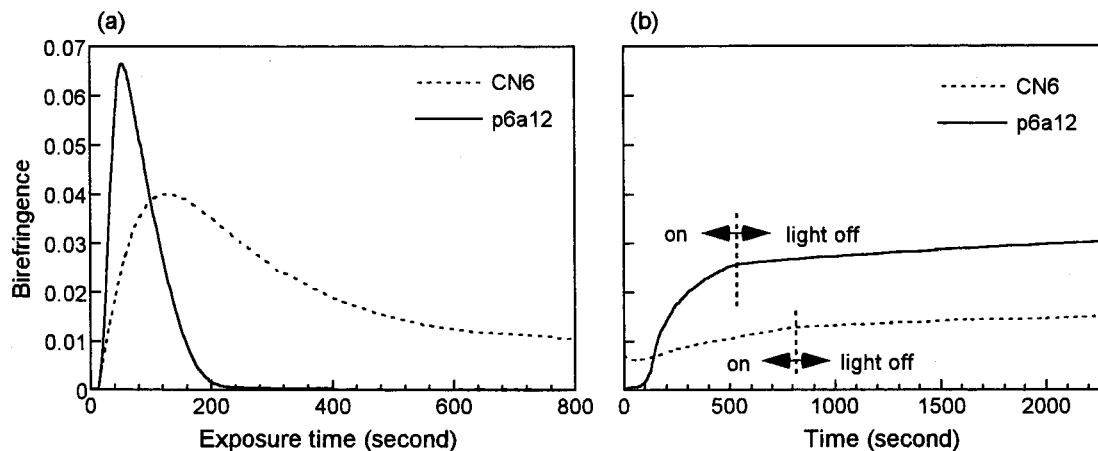 (a)
Birefringence
0.07
0.06
0.05
0.04
0.03
0.02
0.01
0
CN6
p6a12
0 200 400 600 800
Exposure time (second)
(b)
CN6
p6a12
on light off
on light off
0 500 1000 1500 2000
Time (second)